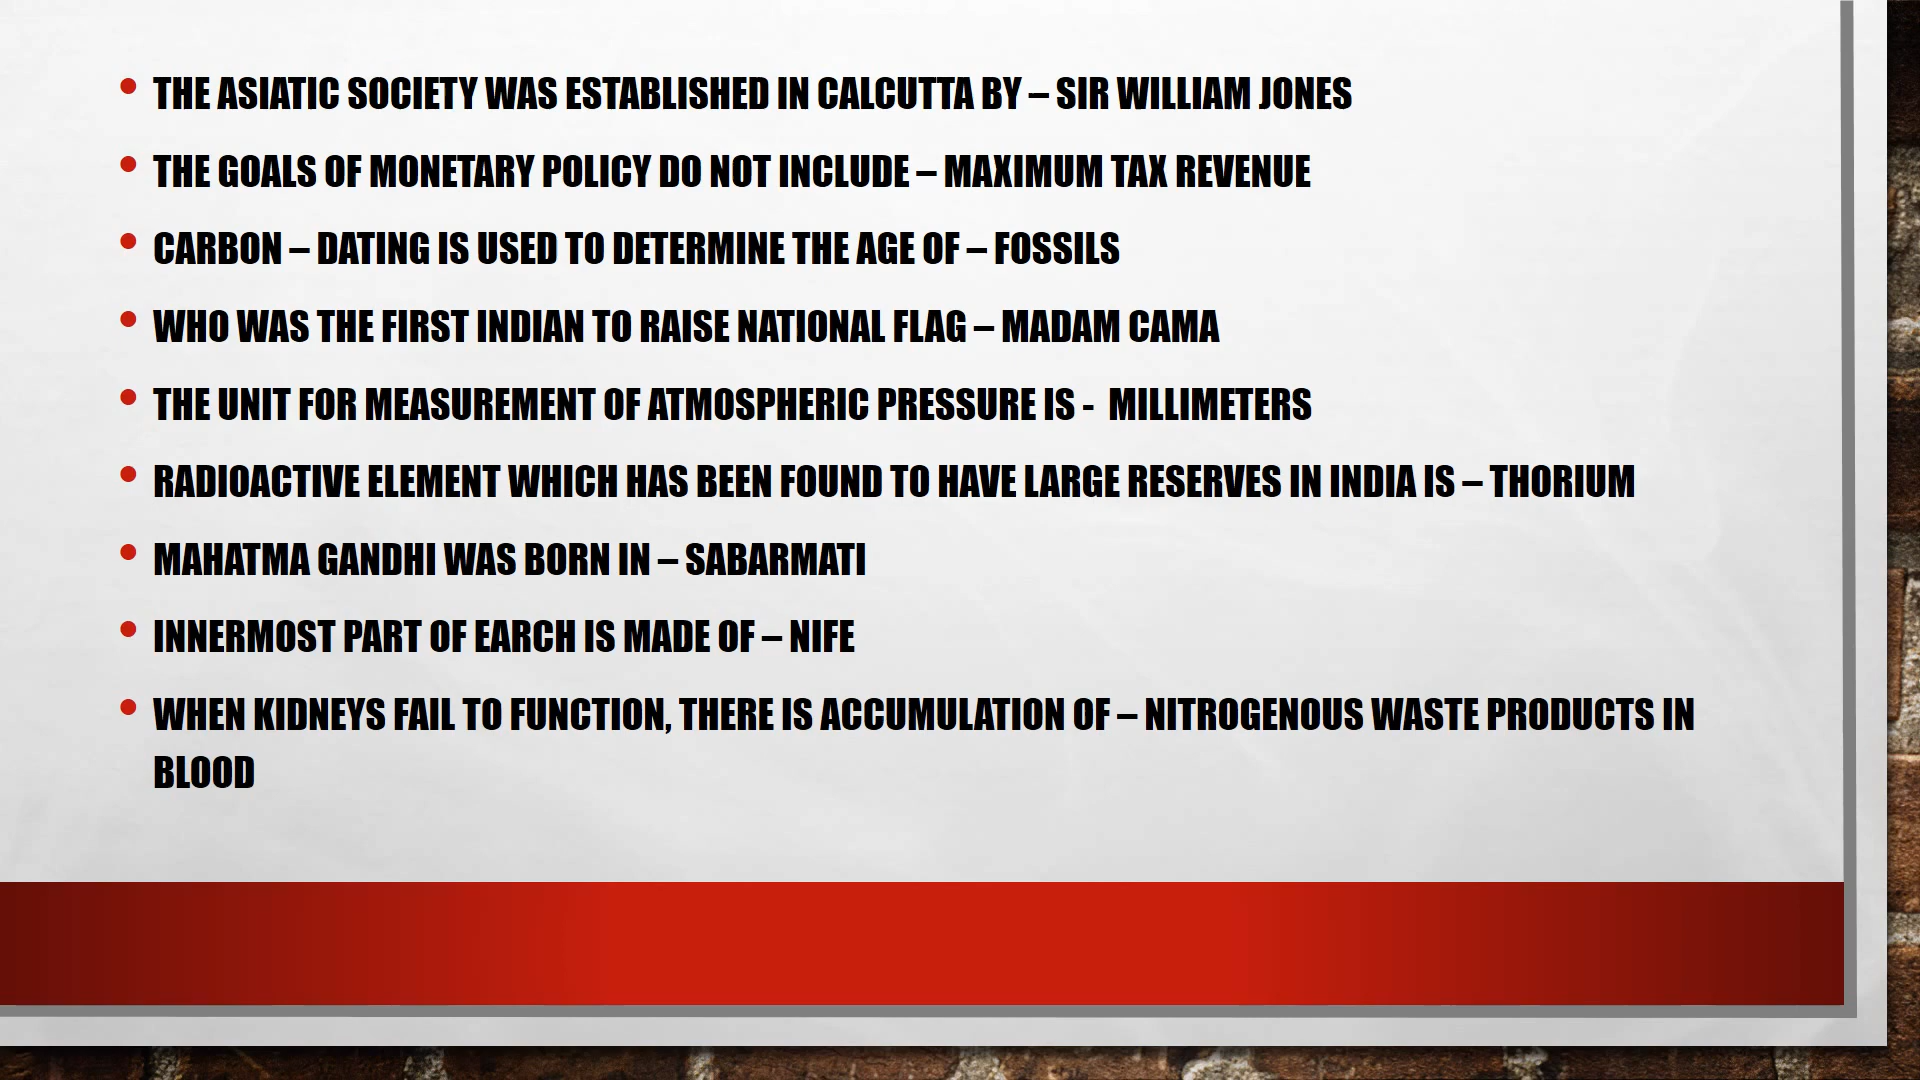 THE ASIATIC SOCIETY WAS ESTABLISHED IN CALCUTTA BY – SIR WILLIAM JONES
THE GOALS OF MONETARY POLICY DO NOT INCLUDE – MAXIMUM TAX REVENUE
CARBON – DATING IS USED TO DETERMINE THE AGE OF – FOSSILS
WHO WAS THE FIRST INDIAN TO RAISE NATIONAL FLAG – MADAM CAMA
THE UNIT FOR MEASUREMENT OF ATMOSPHERIC PRESSURE IS -  MILLIMETERS
RADIOACTIVE ELEMENT WHICH HAS BEEN FOUND TO HAVE LARGE RESERVES IN INDIA IS – THORIUM
MAHATMA GANDHI WAS BORN IN – SABARMATI
INNERMOST PART OF EARCH IS MADE OF – NIFE
WHEN KIDNEYS FAIL TO FUNCTION, THERE IS ACCUMULATION OF – NITROGENOUS WASTE PRODUCTS IN
BLOOD